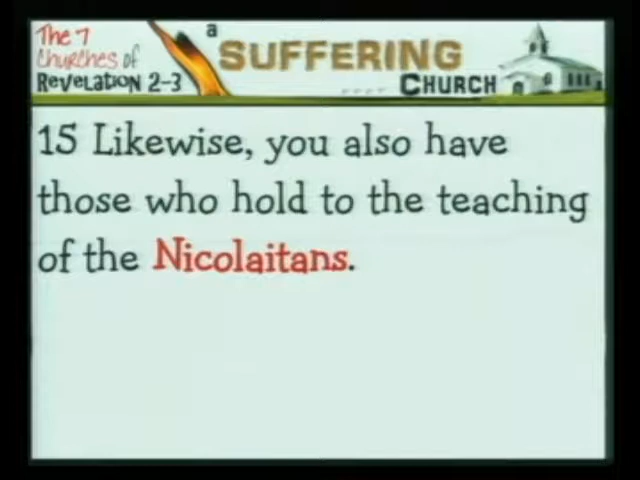 The 7
Churches of
Revelation 2-3
a
SUFFERING
CHURCH
15 Likewise, you also have
those who hold to the teaching
of the Nicolaitans.